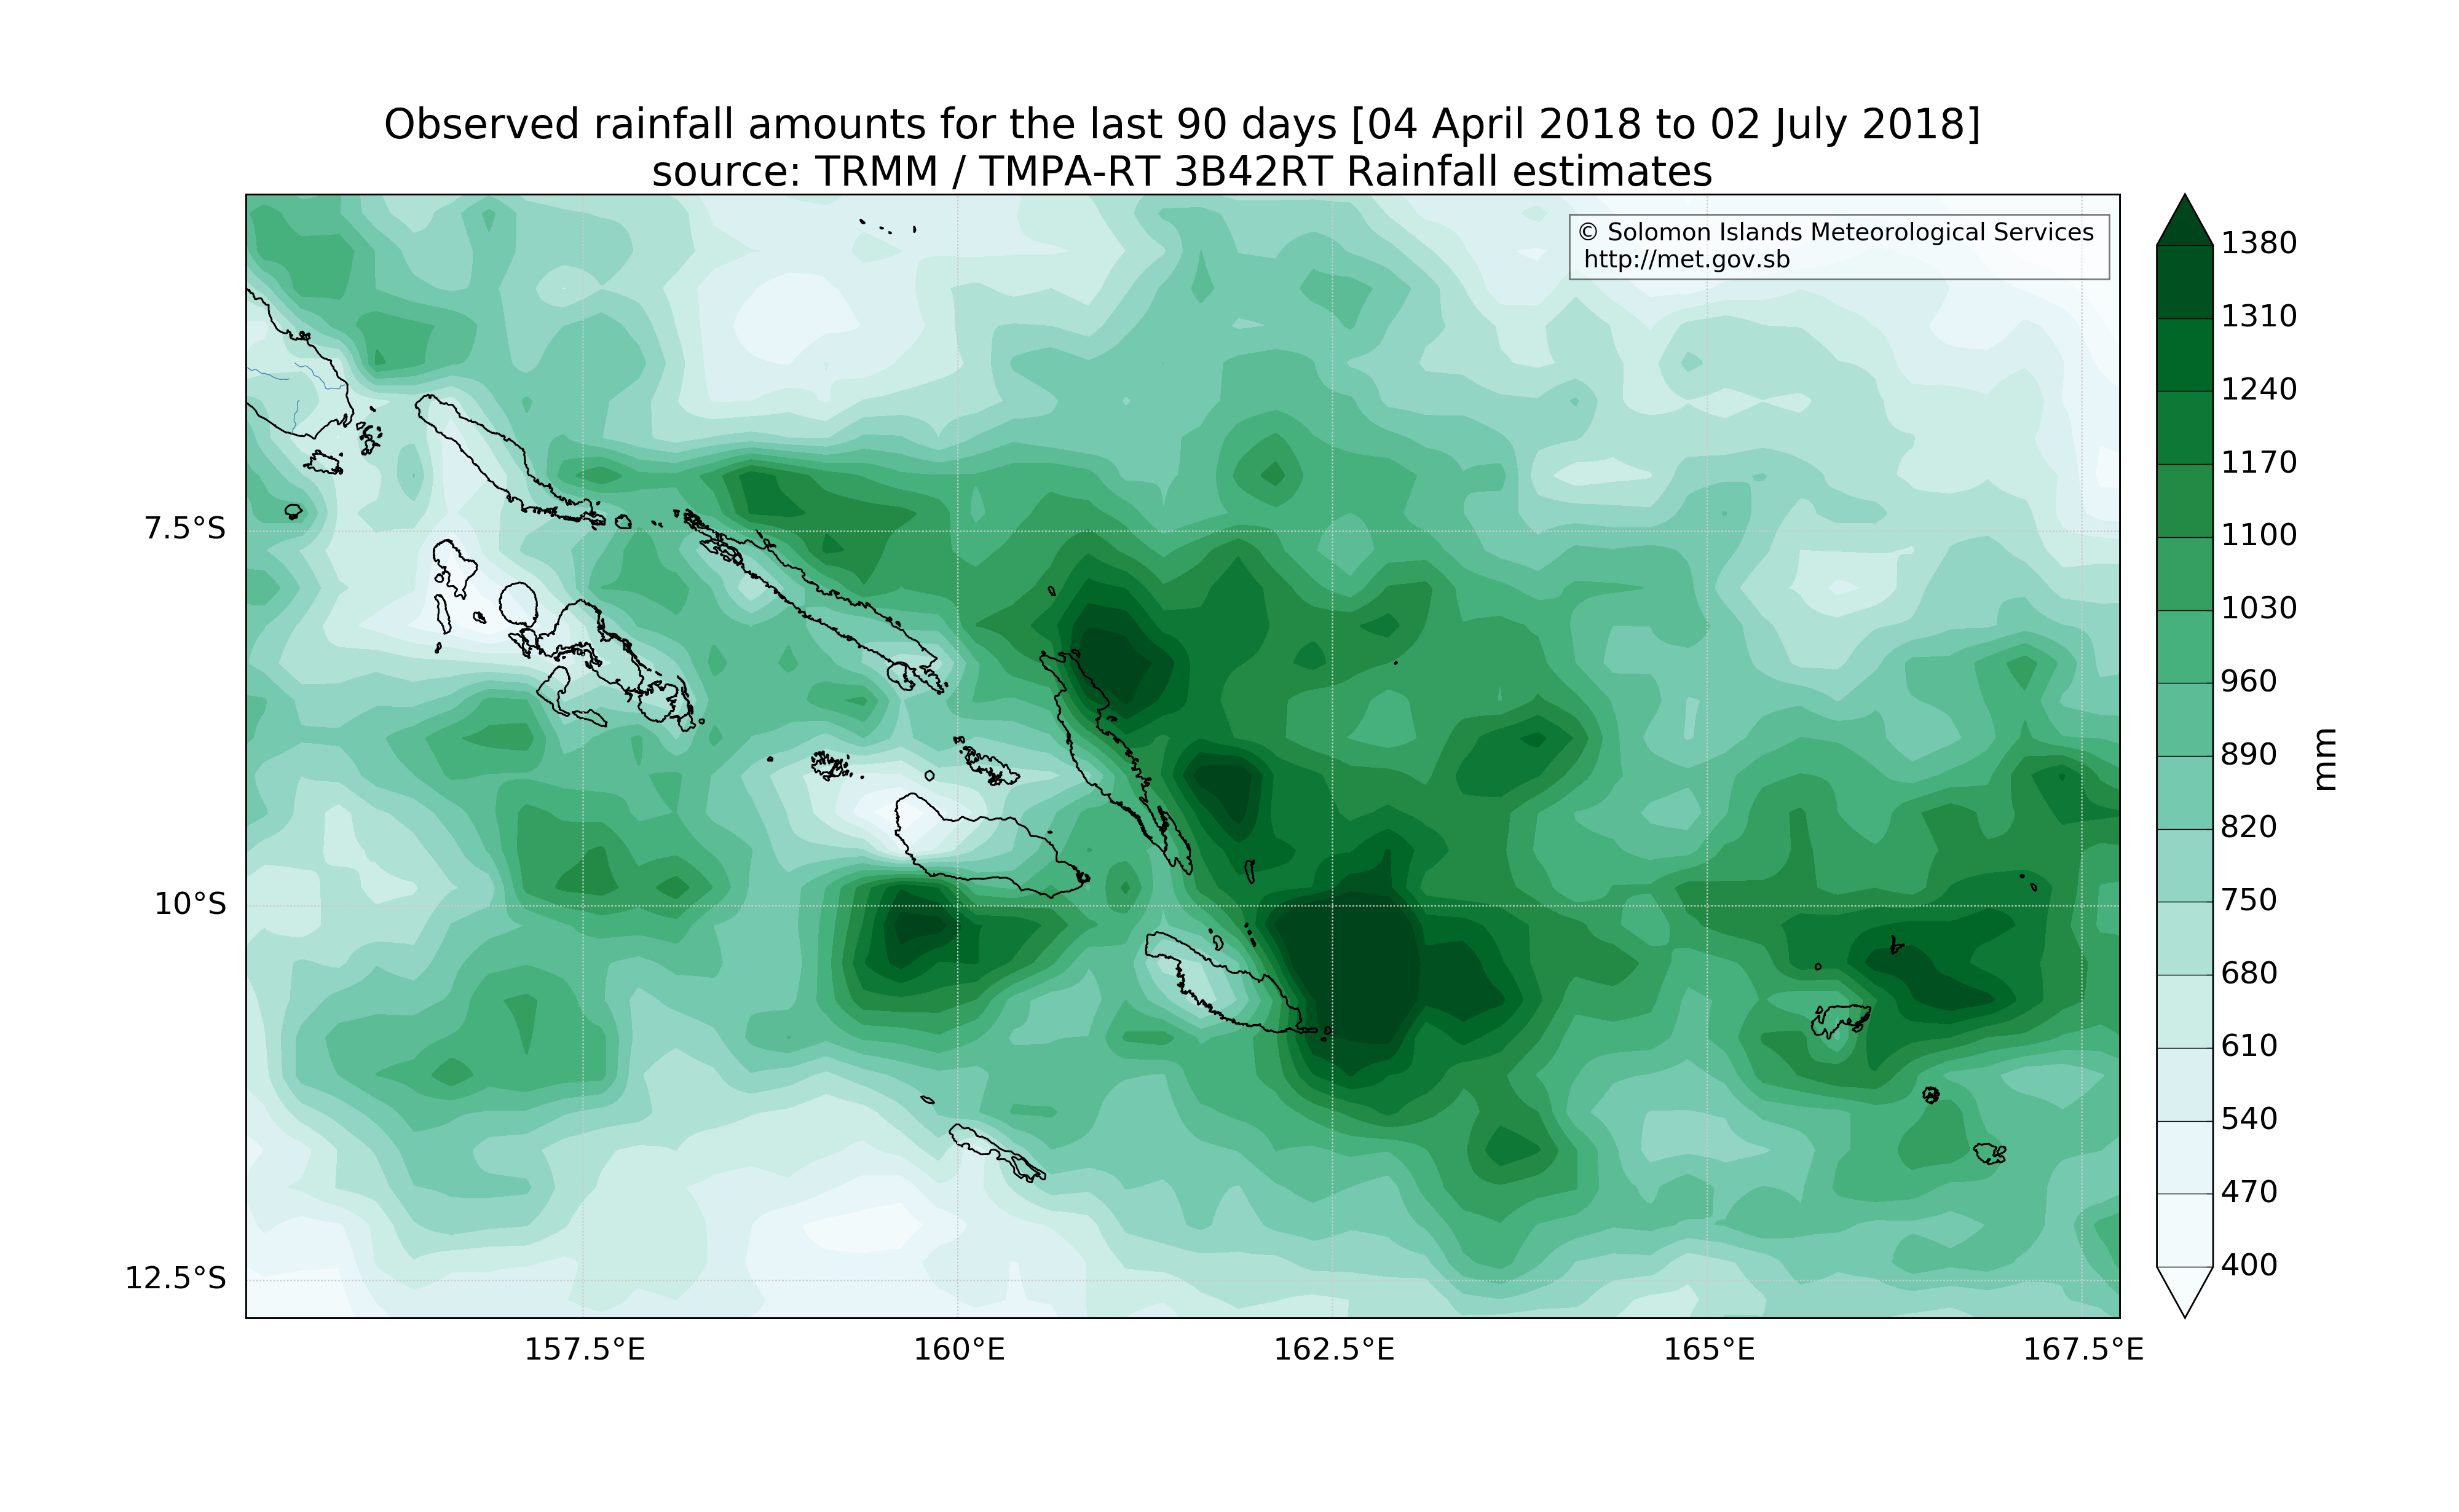 Observed rainfall amounts for the last 90 days [04 April 2018 to 02 July 2018]
source: TRMM / TMPA-RT 3B42RT Rainfall estimates
© Solomon Islands Meteorological Services
http://met.gov.sb
7.5°S
10°S
12.5°S
157.5°E
160°E
162.5°E
165°E
167.5°E
1380
1310
1240
1170
1100
1030
960
890
820
750
680
610
540
470
400
mm